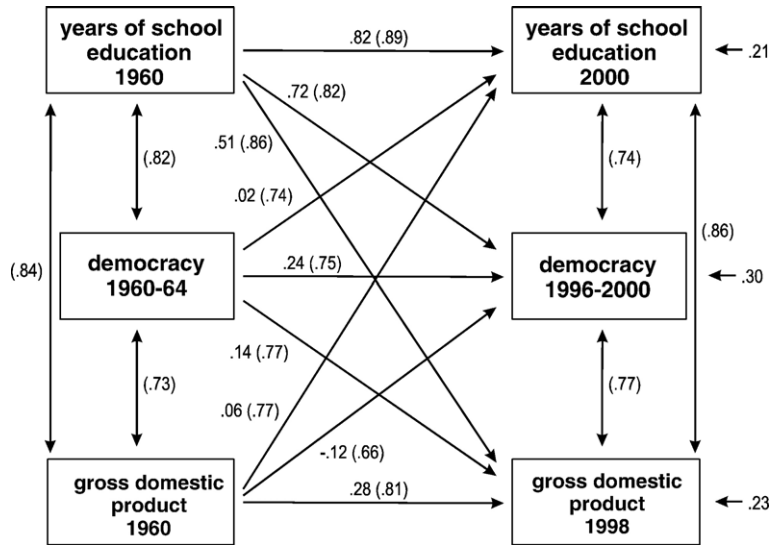 years of school
education
1960
.82 (.89)
years of school
education
2000
.21
.72 (.82)
.51 (.86)
(.82)
.02 (.74)
(.74)
(.84)
democracy
1960-64
.24 (.75)
democracy
1996-2000
(.86)
.30
.14 (.77)
(.73)
.06 (.77)
(.77)
-.12 (.66)
gross domestic
product
1960
.28 (.81)
gross domestic
product
1998
.23